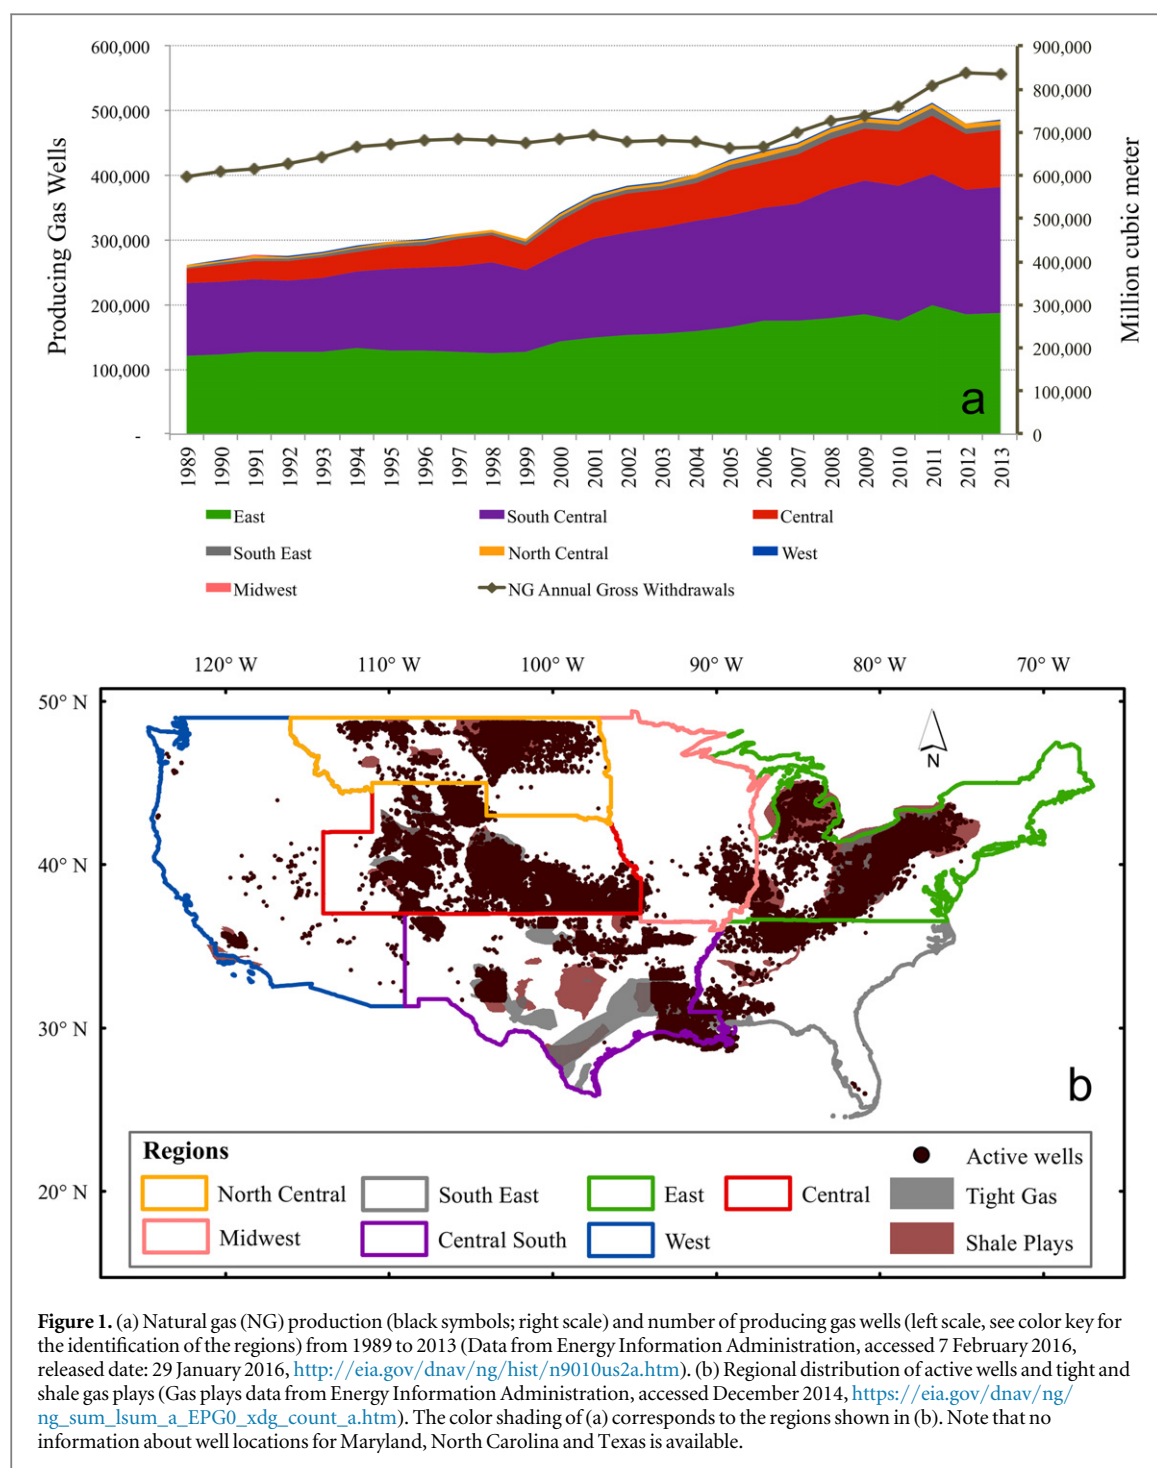 600,000
500,000
400,000
300,000
200,000
100,000
-
Producing Gas Wells
900,000
800,000
700,000
600,000
500,000
400,000
300,000
200,000
100,000
0
Million cubic meter
a
1989 1990 1991 1992 1993 1994 1995 1996 1997 1998 1999 2000 2001 2002 2003 2004 2005 2006 2007 2008 2009 2010 2011 2012 2013
East South Central Central
South East North Central West
Midwest NG Annual Gross Withdrawals
120° W 110° W 100° W 90° W 80° W 70° W
50° N
40° N
30° N
20° N
N
b
Regions
Active wells
North Central South East East Central Tight Gas
Midwest Central South West Shale Plays
Figure 1. (a) Natural gas (NG) production (black symbols; right scale) and number of producing gas wells (left scale, see color key for
the identification of the regions) from 1989 to 2013 (Data from Energy Information Administration, accessed 7 February 2016,
released date: 29 January 2016, http://eia.gov/dnav/ng/hist/n9010us2a.htm). (b) Regional distribution of active wells and tight and
shale gas plays (Gas plays data from Energy Information Administration, accessed December 2014, https://eia.gov/dnav/ng/
ng_sum_lsum_a_EPG0_xdg_count_a.htm). The color shading of (a) corresponds to the regions shown in (b). Note that no
information about well locations for Maryland, North Carolina and Texas is available.